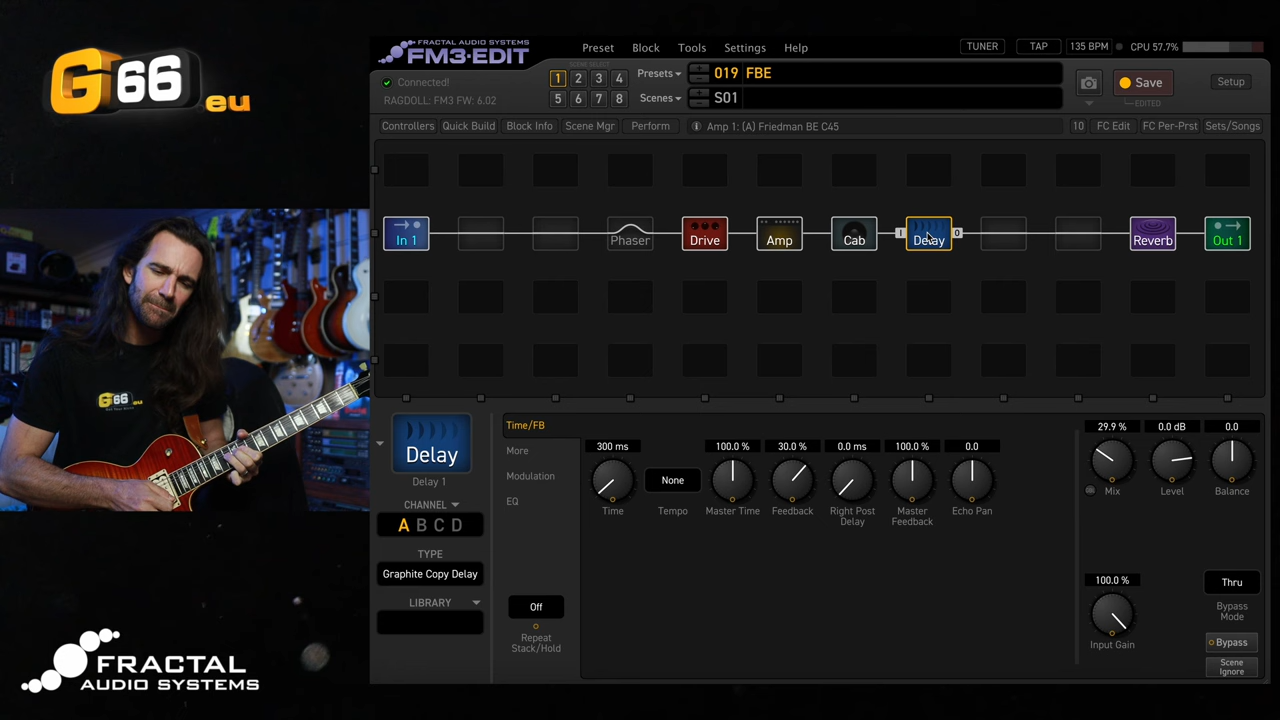 G66.eu
FRACTAL AUDIO SYSTEMS
FM3-EDIT
Preset Block Tools Settings Help
TUNER TAP 135 BPM CPU 57.7%
Connected!
RAGDOLL: FM3 FW: 6.02
SCENE SELECT
1 2 3 4
5 6 7 8
Presets 019 FBE
Scenes S01
Save
EDITED
Setup
Controllers Quick Build Block Info Scene Mgr Perform
Amp 1: (A) Friedman BE C45
10 FC Edit FC Per-Prst Sets/Songs
In 1 Phaser Drive Amp Cab I Delay O Reverb Out 1
G66.eu
Delay
Delay 1
CHANNEL
A B C D
TYPE
Graphite Copy Delay
LIBRARY
Time/FB
More
Modulation
EQ
Off
Repeat
Stack/Hold
300 ms 100.0 % 30.0 % 0.0 ms 100.0 % 0.0
None
Time Tempo Master Time Feedback Right Post
Delay Master
Feedback Echo Pan
29.9 % 0.0 dB 0.0
Mix Level Balance
100.0 %
Input Gain
Thru
Bypass
Mode
Bypass
Scene
Ignore
FRACTAL
AUDIO SYSTEMS